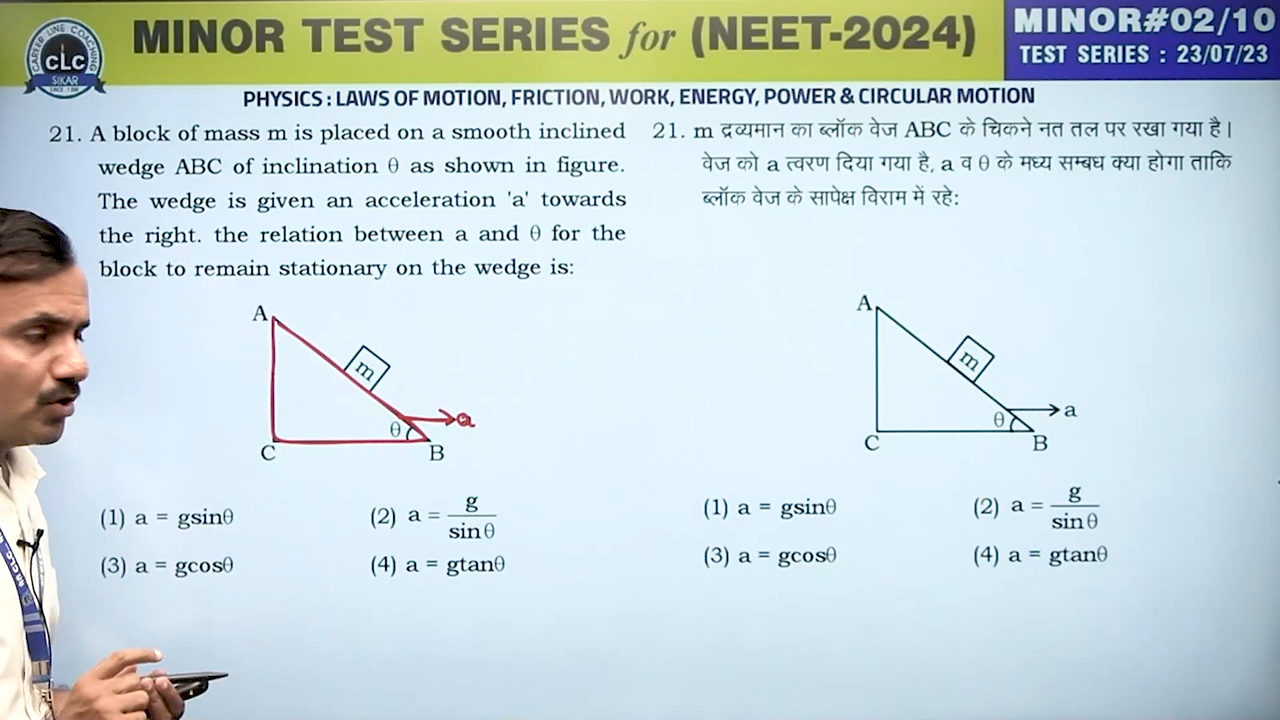 CAREER LINE COACHING
CLC
SIKAR
SINCE : 1996
MINOR TEST SERIES for (NEET-2024)
MINOR#02/10
TEST SERIES : 23/07/23
PHYSICS : LAWS OF MOTION, FRICTION, WORK, ENERGY, POWER & CIRCULAR MOTION
21. A block of mass m is placed on a smooth inclined
wedge ABC of inclination θ as shown in figure.
The wedge is given an acceleration 'a' towards
the right. the relation between a and θ for the
block to remain stationary on the wedge is:
A
m
a
θ
C
B
(1) a = gsinθ
(2) a = g/sinθ
(3) a = gcosθ
(4) a = gtanθ
21. m द्रव्यमान का ब्लॉक वेज ABC के चिकने नत तल पर रखा गया है।
वेज को a त्वरण दिया गया है, a व θ के मध्य सम्बध क्या होगा ताकि
ब्लॉक वेज के सापेक्ष विराम में रहे:
A
m
a
θ
C
B
(1) a = gsinθ
(2) a = g/sinθ
(3) a = gcosθ
(4) a = gtanθ